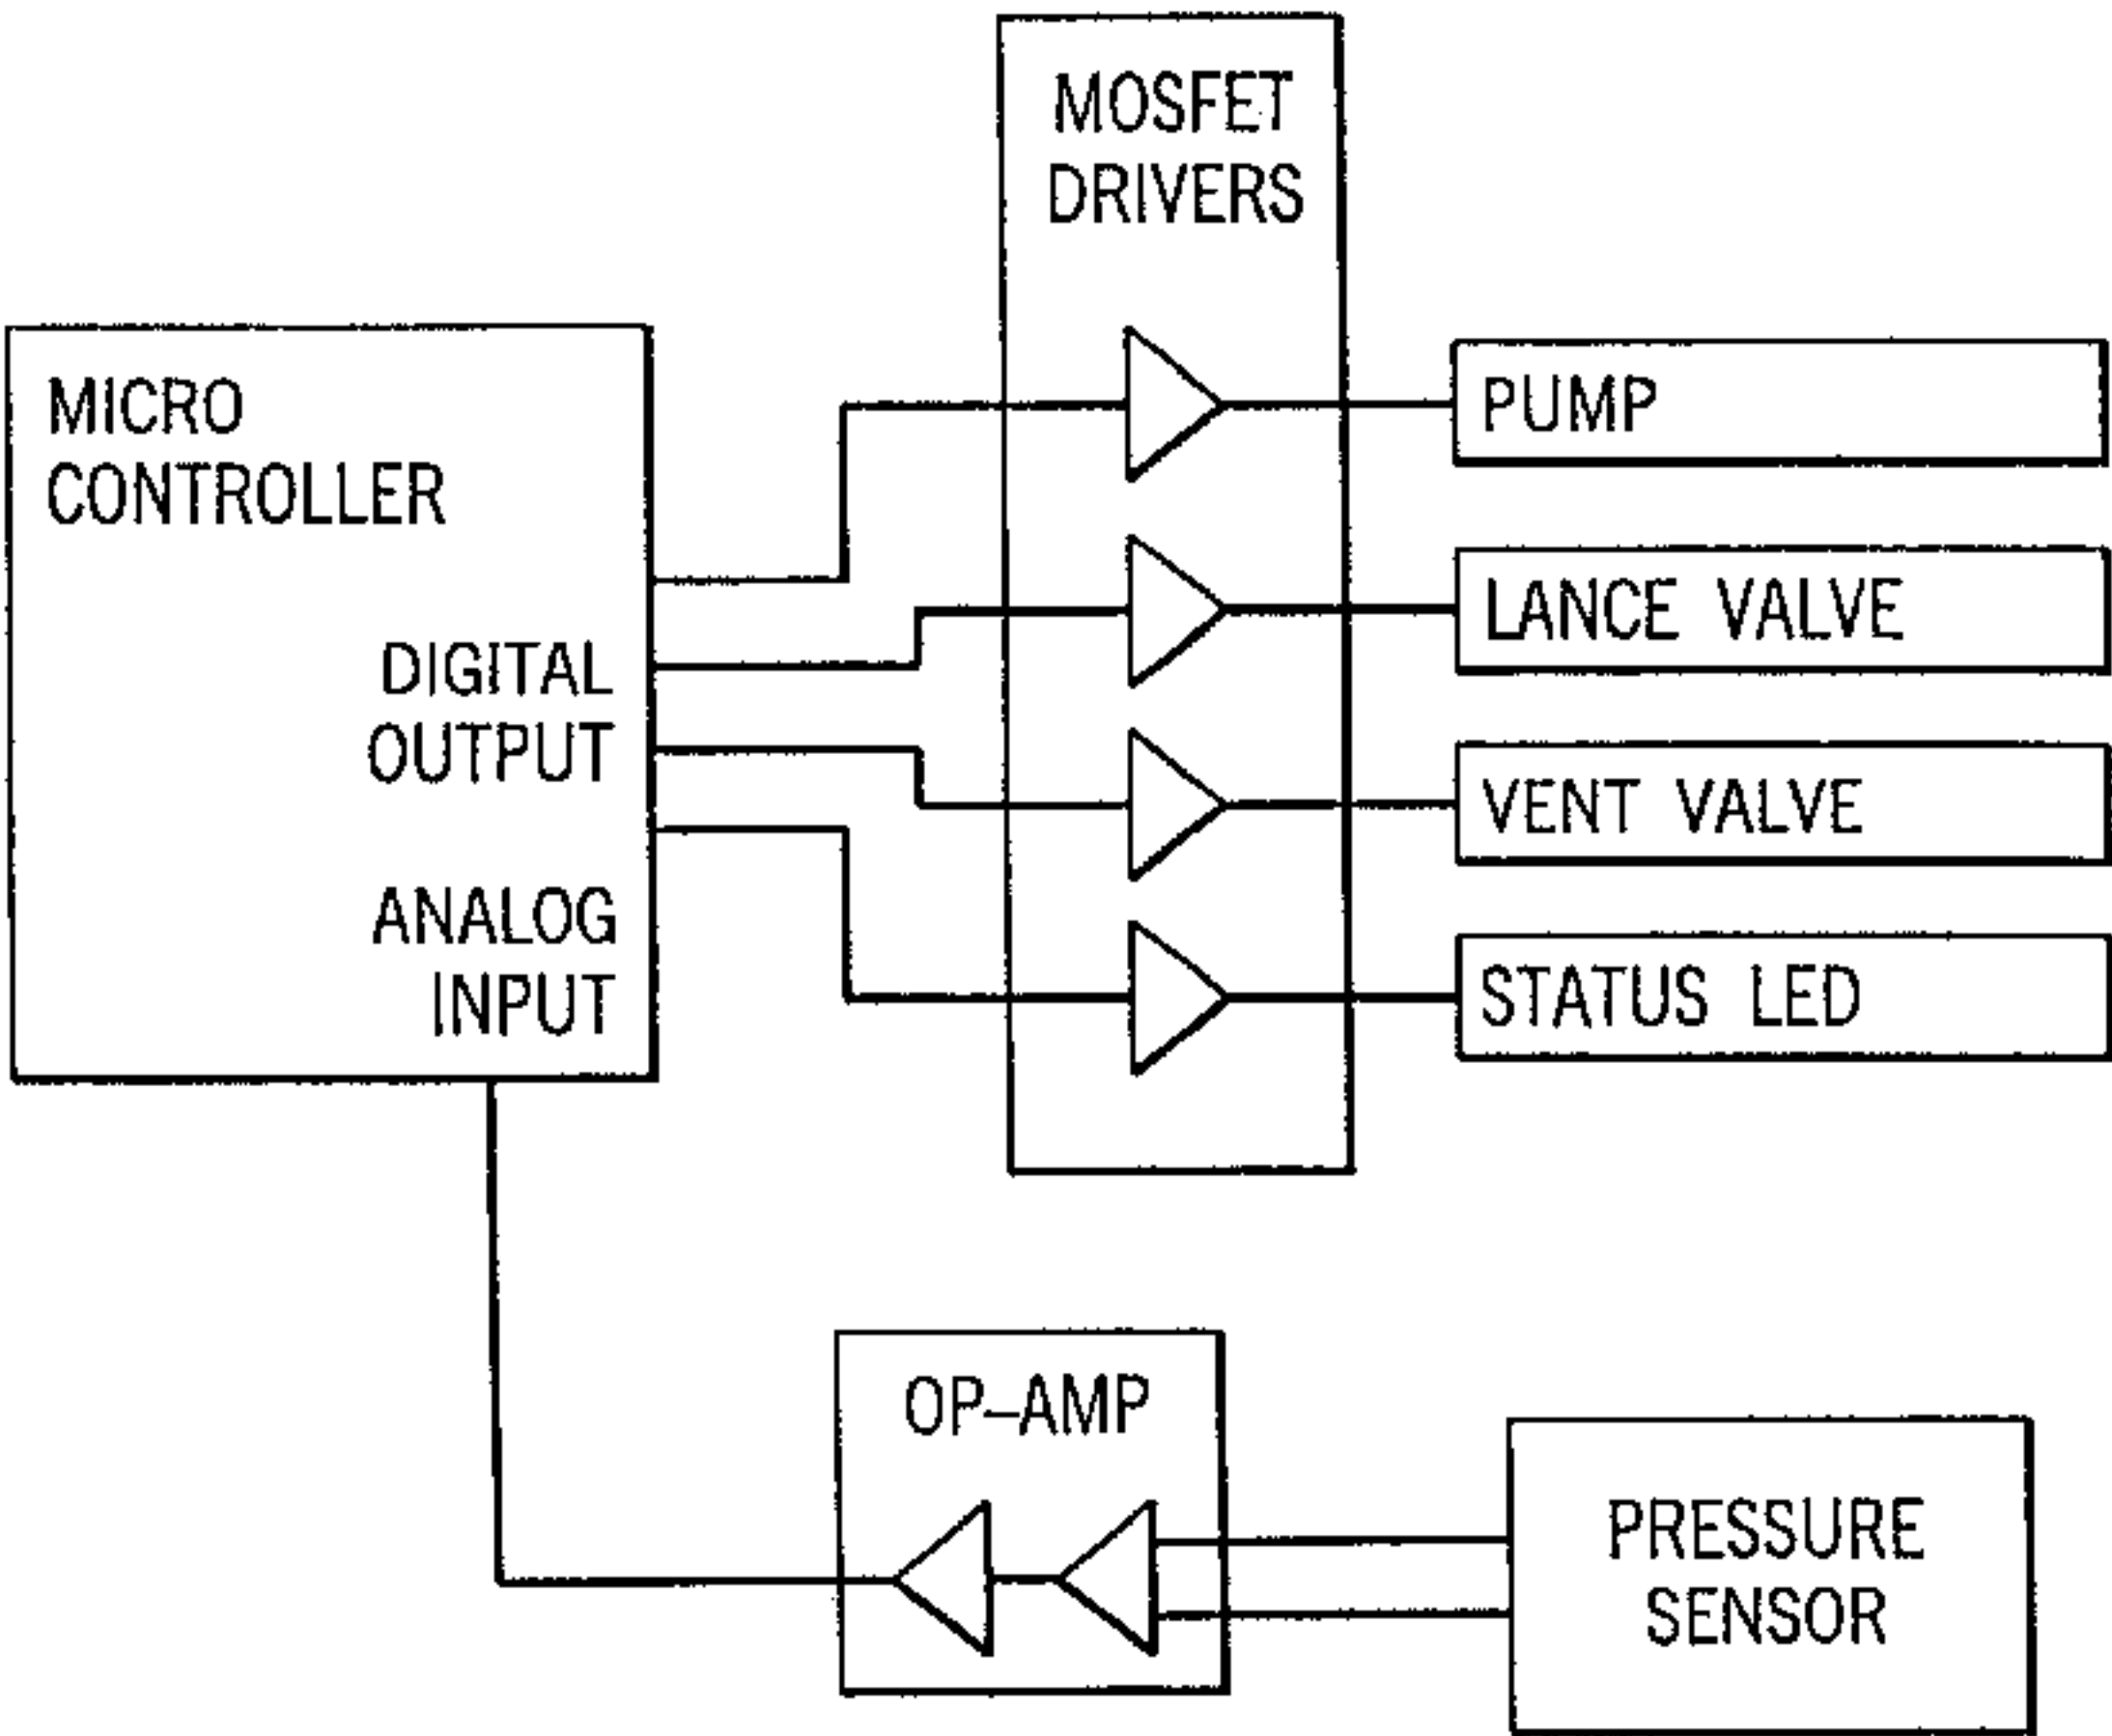 MOSFET
DRIVERS
MICRO
CONTROLLER
DIGITAL
OUTPUT
ANALOG
INPUT
PUMP
LANCE VALVE
VENT VALVE
STATUS LED
OP-AMP
PRESSURE
SENSOR